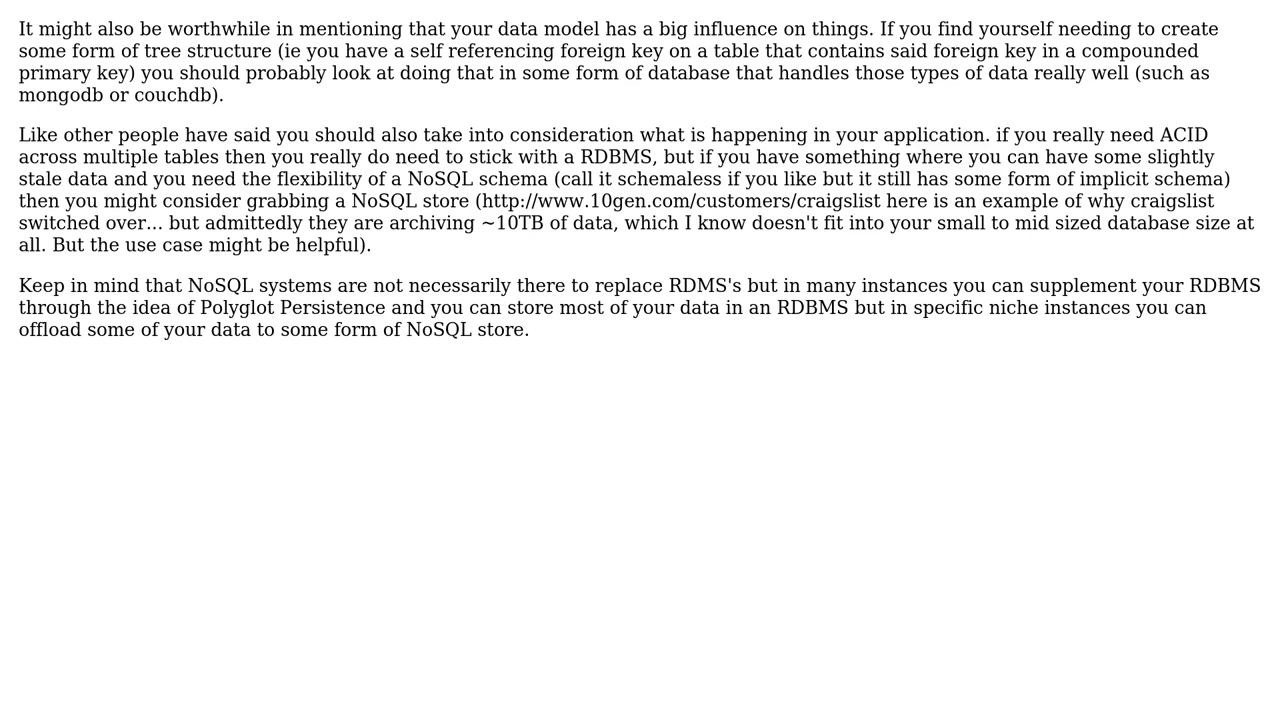 It might also be worthwhile in mentioning that your data model has a big influence on things. If you find yourself needing to create
some form of tree structure (ie you have a self referencing foreign key on a table that contains said foreign key in a compounded
primary key) you should probably look at doing that in some form of database that handles those types of data really well (such as
mongodb or couchdb).
Like other people have said you should also take into consideration what is happening in your application. if you really need ACID
across multiple tables then you really do need to stick with a RDBMS, but if you have something where you can have some slightly
stale data and you need the flexibility of a NoSQL schema (call it schemaless if you like but it still has some form of implicit schema)
then you might consider grabbing a NoSQL store (http://www.10gen.com/customers/craigslist here is an example of why craigslist
switched over... but admittedly they are archiving ~10TB of data, which I know doesn't fit into your small to mid sized database size at
all. But the use case might be helpful).
Keep in mind that NoSQL systems are not necessarily there to replace RDMS's but in many instances you can supplement your RDBMS
through the idea of Polyglot Persistence and you can store most of your data in an RDBMS but in specific niche instances you can
offload some of your data to some form of NoSQL store.